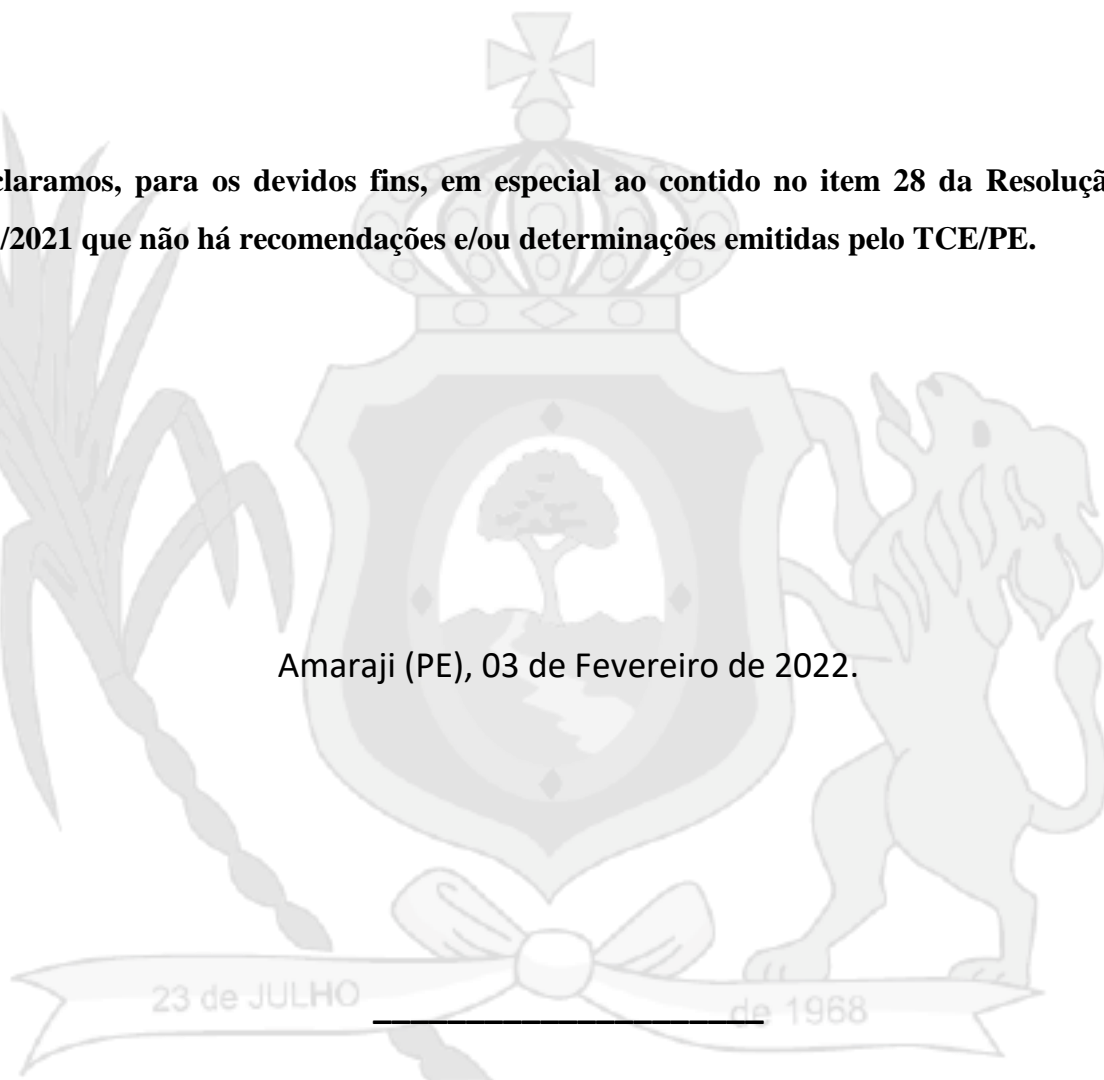 claramos, para os devidos fins, em especial ao contido no item 28 da Resoluçã
/2021 que não há recomendações e/ou determinações emitidas pelo TCE/PE.
Amaraji (PE), 03 de Fevereiro de 2022.
23 de JULHO de 1968